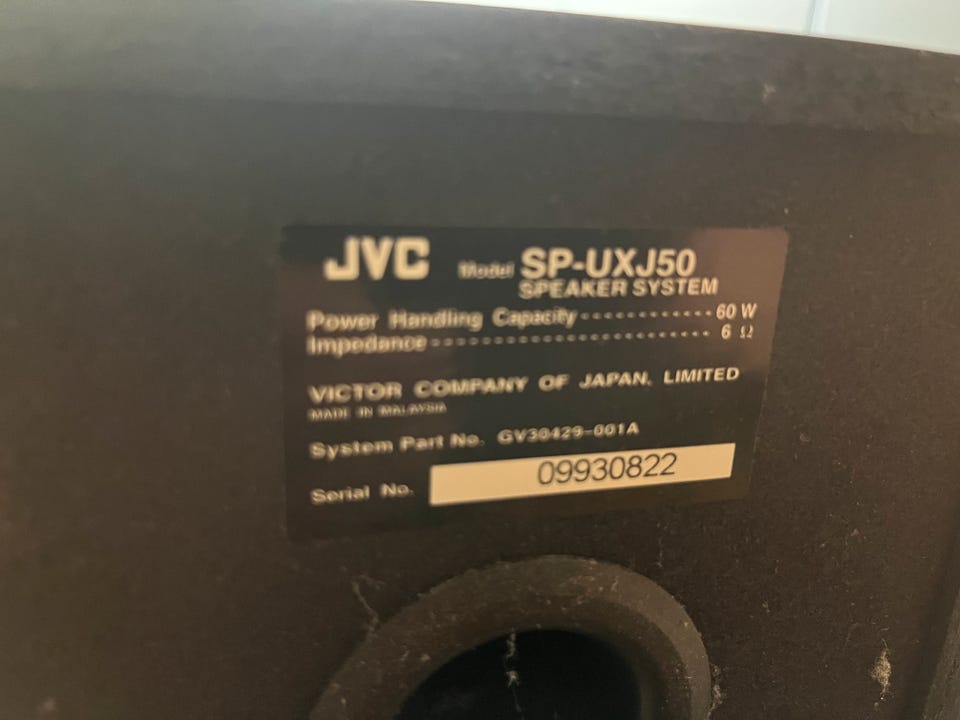 JVC Model SP-UXJ50
SPEAKER SYSTEM
Power Handling Capacity ------------ 60 W
Impedance ------------------------ 6 Ω
VICTOR COMPANY OF JAPAN, LIMITED
MADE IN MALAYSIA
System Part No. GV30429-001A
Serial No. 09930822